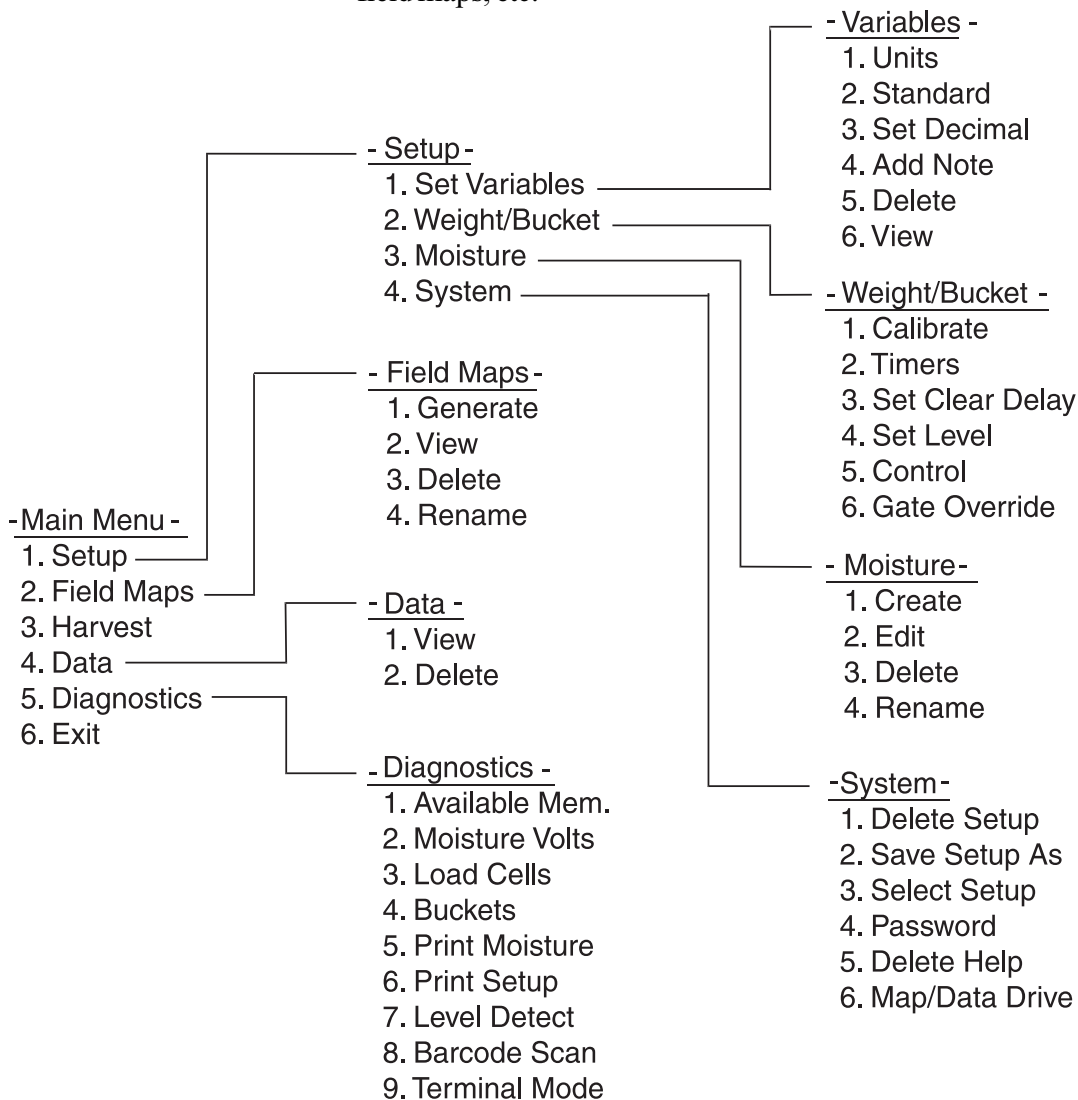 field maps, etc.
- Main Menu -
1. Setup
2. Field Maps
3. Harvest
4. Data
5. Diagnostics
6. Exit
- Setup -
1. Set Variables
2. Weight/Bucket
3. Moisture
4. System
- Field Maps -
1. Generate
2. View
3. Delete
4. Rename
- Data -
1. View
2. Delete
- Diagnostics -
1. Available Mem.
2. Moisture Volts
3. Load Cells
4. Buckets
5. Print Moisture
6. Print Setup
7. Level Detect
8. Barcode Scan
9. Terminal Mode
- Variables -
1. Units
2. Standard
3. Set Decimal
4. Add Note
5. Delete
6. View
- Weight/Bucket -
1. Calibrate
2. Timers
3. Set Clear Delay
4. Set Level
5. Control
6. Gate Override
- Moisture -
1. Create
2. Edit
3. Delete
4. Rename
- System -
1. Delete Setup
2. Save Setup As
3. Select Setup
4. Password
5. Delete Help
6. Map/Data Drive